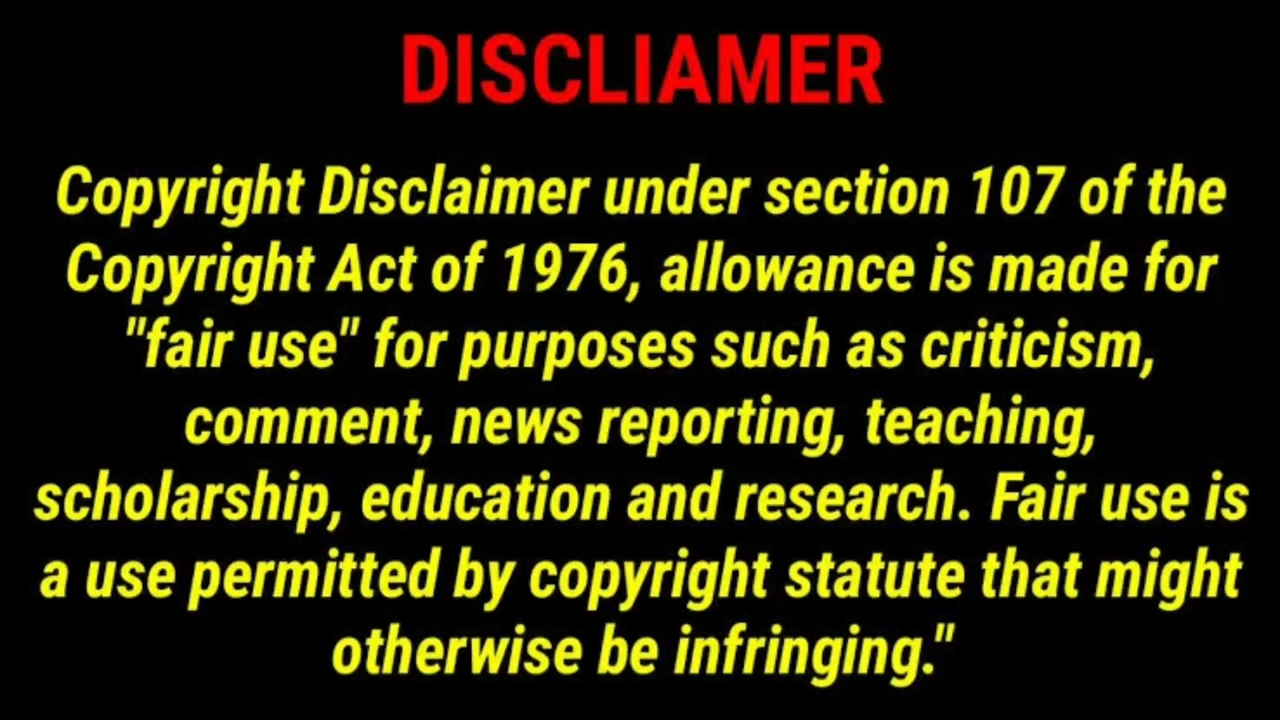 DISCLIAMER
Copyright Disclaimer under section 107 of the
Copyright Act of 1976, allowance is made for
"fair use" for purposes such as criticism,
comment, news reporting, teaching,
scholarship, education and research. Fair use is
a use permitted by copyright statute that might
otherwise be infringing."